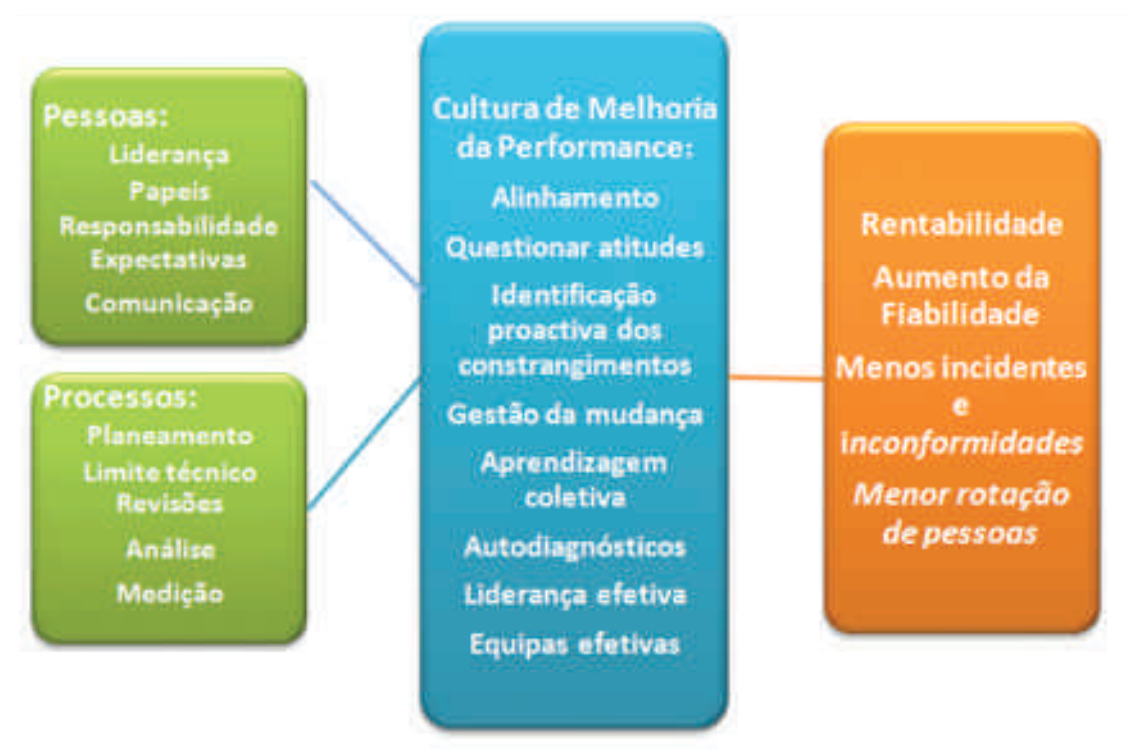 Pessoas:
Liderança
Papeis
Responsabilidade
Expectativas
Comunicação
Processos:
Planeamento
Limite técnico
Revisões
Análise
Medição
Cultura de Melhoria
da Performance:
Alinhamento
Questionar atitudes
Identificação
proactiva dos
constrangimentos
Gestão da mudança
Aprendizagem
coletiva
Autodiagnósticos
Liderança efetiva
Equipas efetivas
Rentabilidade
Aumento da
Fiabilidade
Menos incidentes
e
inconformidades
Menor rotação
de pessoas